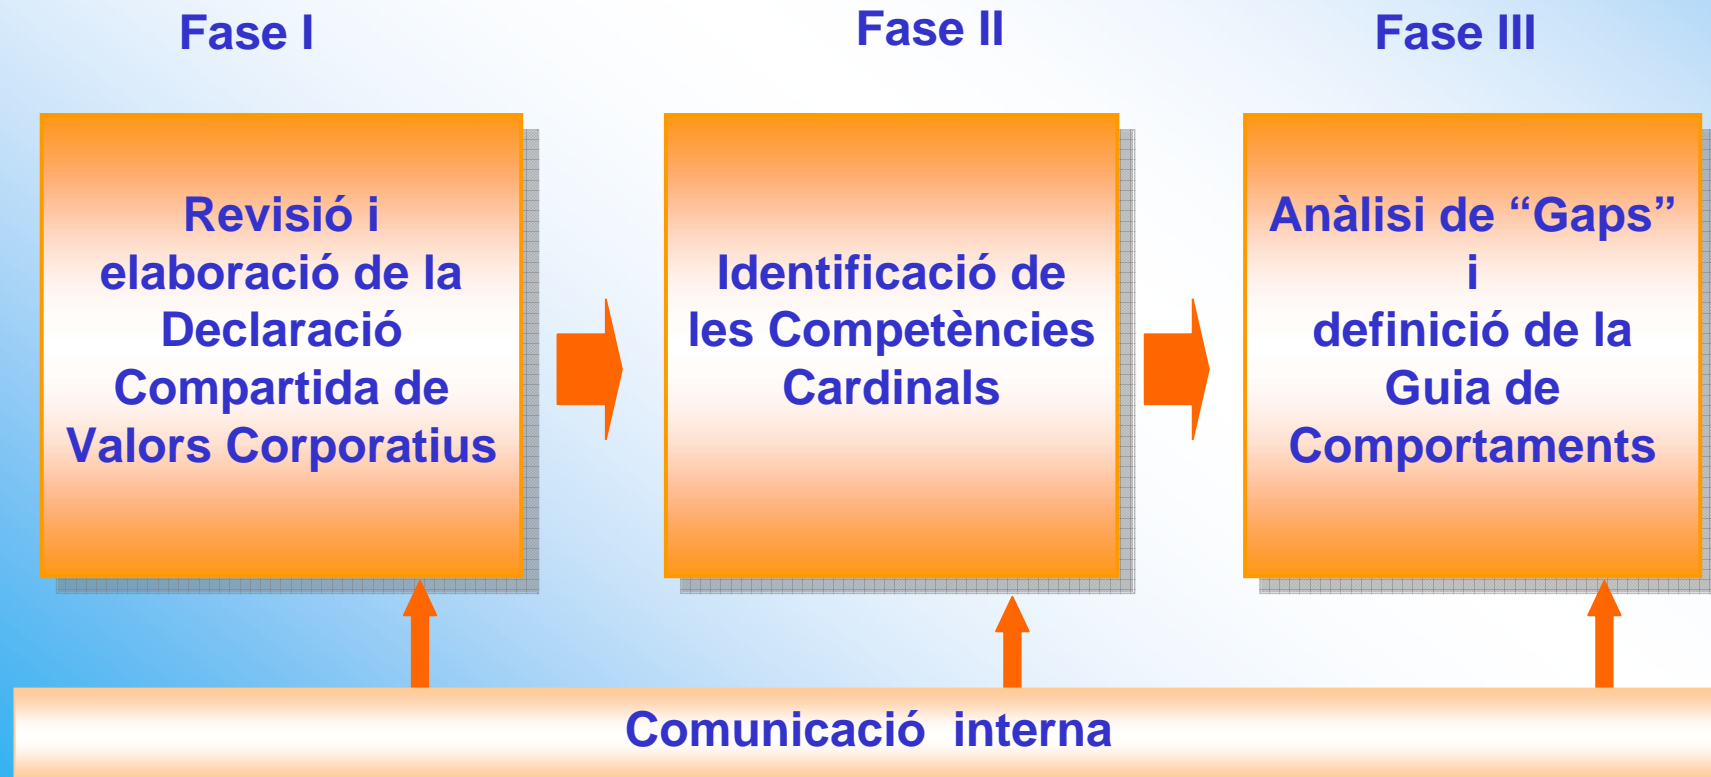 Fase I
Fase II
Fase III
Revisió i
elaboració de la
Declaració
Compartida de
Valors Corporatius
Identificació de
les Competències
Cardinals
Anàlisi de “Gaps”
i
definició de la
Guia de
Comportaments
Comunicació  interna